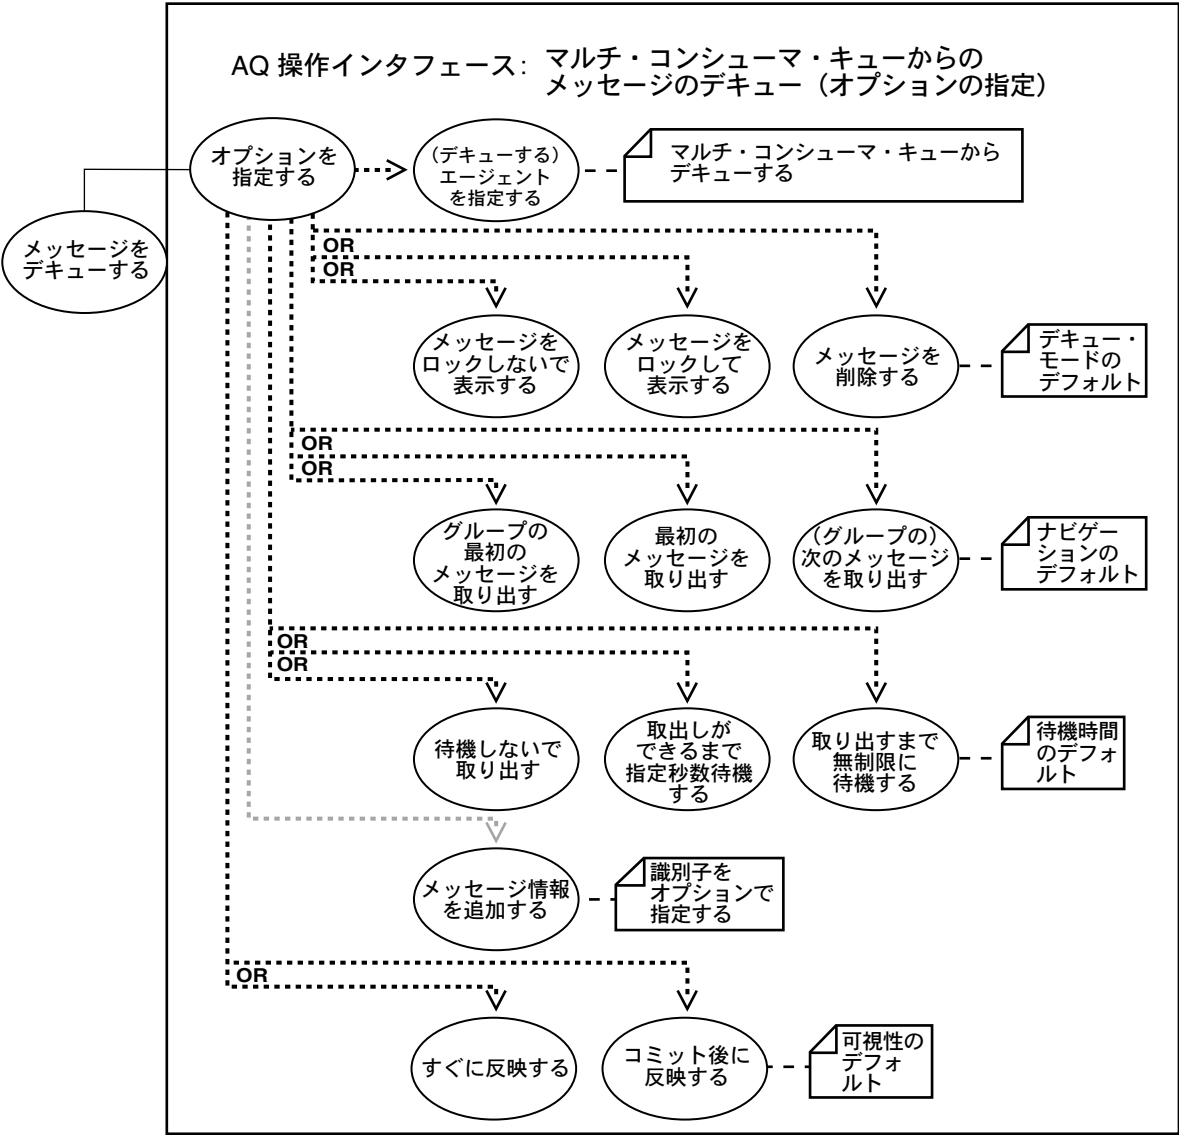 AQ 操作インタフェース: マルチ・コンシューマ・キューからの
メッセージのデキュー（オプションの指定）
オプションを
指定する
（デキューする）
エージェント
を指定する
マルチ・コンシューマ・キューから
デキューする
メッセージを
デキューする
OR
OR
メッセージを
ロックしないで
表示する
メッセージを
ロックして
表示する
メッセージを
削除する
デキュー・
モードの
デフォルト
OR
OR
グループの
最初の
メッセージを
取り出す
最初の
メッセージを
取り出す
（グループの）
次のメッセージ
を取り出す
ナビゲー
ションの
デフォルト
OR
OR
待機しないで
取り出す
取出しが
できるまで
指定秒数待機
する
取り出すまで
無制限に
待機する
待機時間
のデフォ
ルト
メッセージ情報
を追加する
識別子を
オプションで
指定する
OR
すぐに反映する
コミット後に
反映する
可視性の
デフォ
ルト